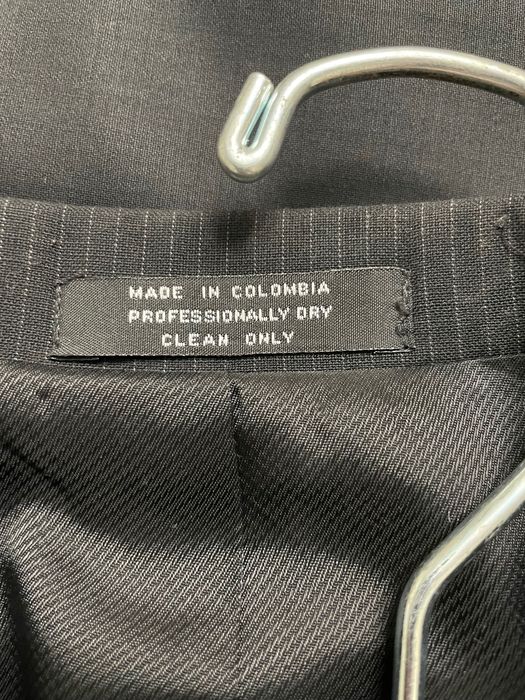 MADE IN COLOMBIA
PROFESSIONALLY DRY
CLEAN ONLY